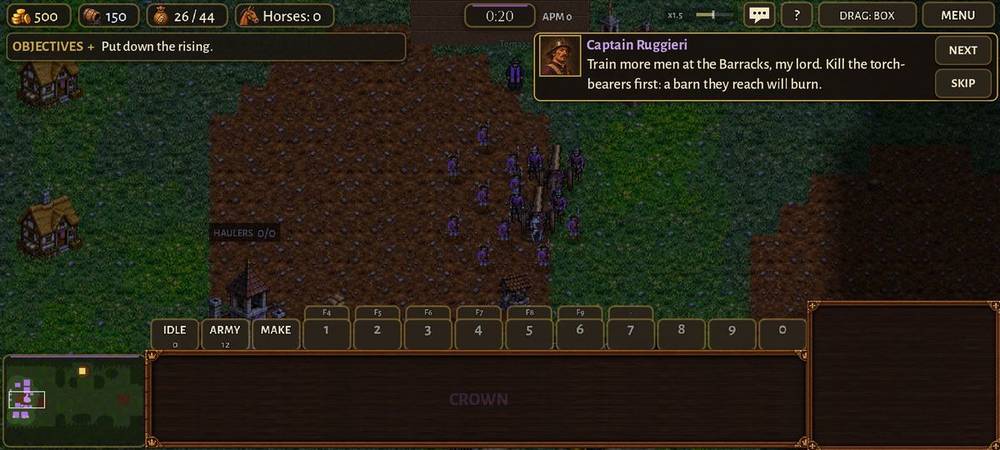 500
150
26 / 44
Horses: 0
0:20
APM 0
x1.5
?
DRAG: BOX
MENU
OBJECTIVES + Put down the rising.
Captain Ruggieri
Train more men at the Barracks, my lord. Kill the torch-
bearers first: a barn they reach will burn.
NEXT
SKIP
HAULERS 0/0
F4 F5 F6 F7 F8 F9
IDLE ARMY MAKE 1 2 3 4 5 6 7 8 9 0
0 12
CROWN